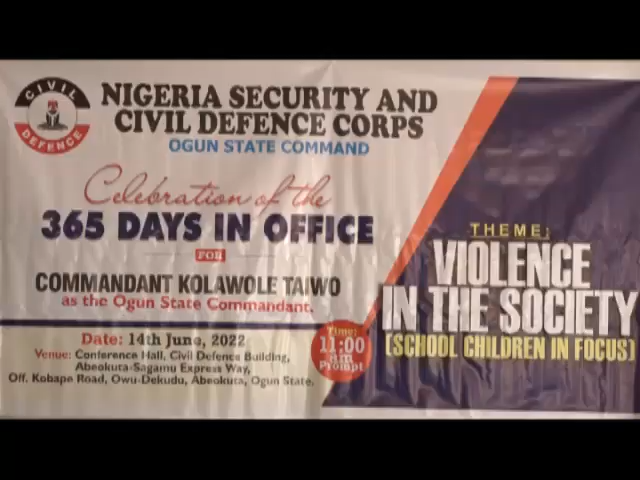 CIVIL
DEFENCE
NIGERIA SECURITY AND
CIVIL DEFENCE CORPS
OGUN STATE COMMAND
Celebration of the
365 DAYS IN OFFICE
FOR
COMMANDANT KOLAWOLE TAIWO
as the Ogun State Commandant.
Date: 14th June, 2022
Venue: Conference Hall, Civil Defence Building,
Abeokuta-Sagamu Express Way,
Off. Kobape Road, Owu-Dekudu, Abeokuta, Ogun State.
Time:
11:00
am
Prompt
THEME:
VIOLENCE
IN THE SOCIETY
(SCHOOL CHILDREN IN FOCUS)